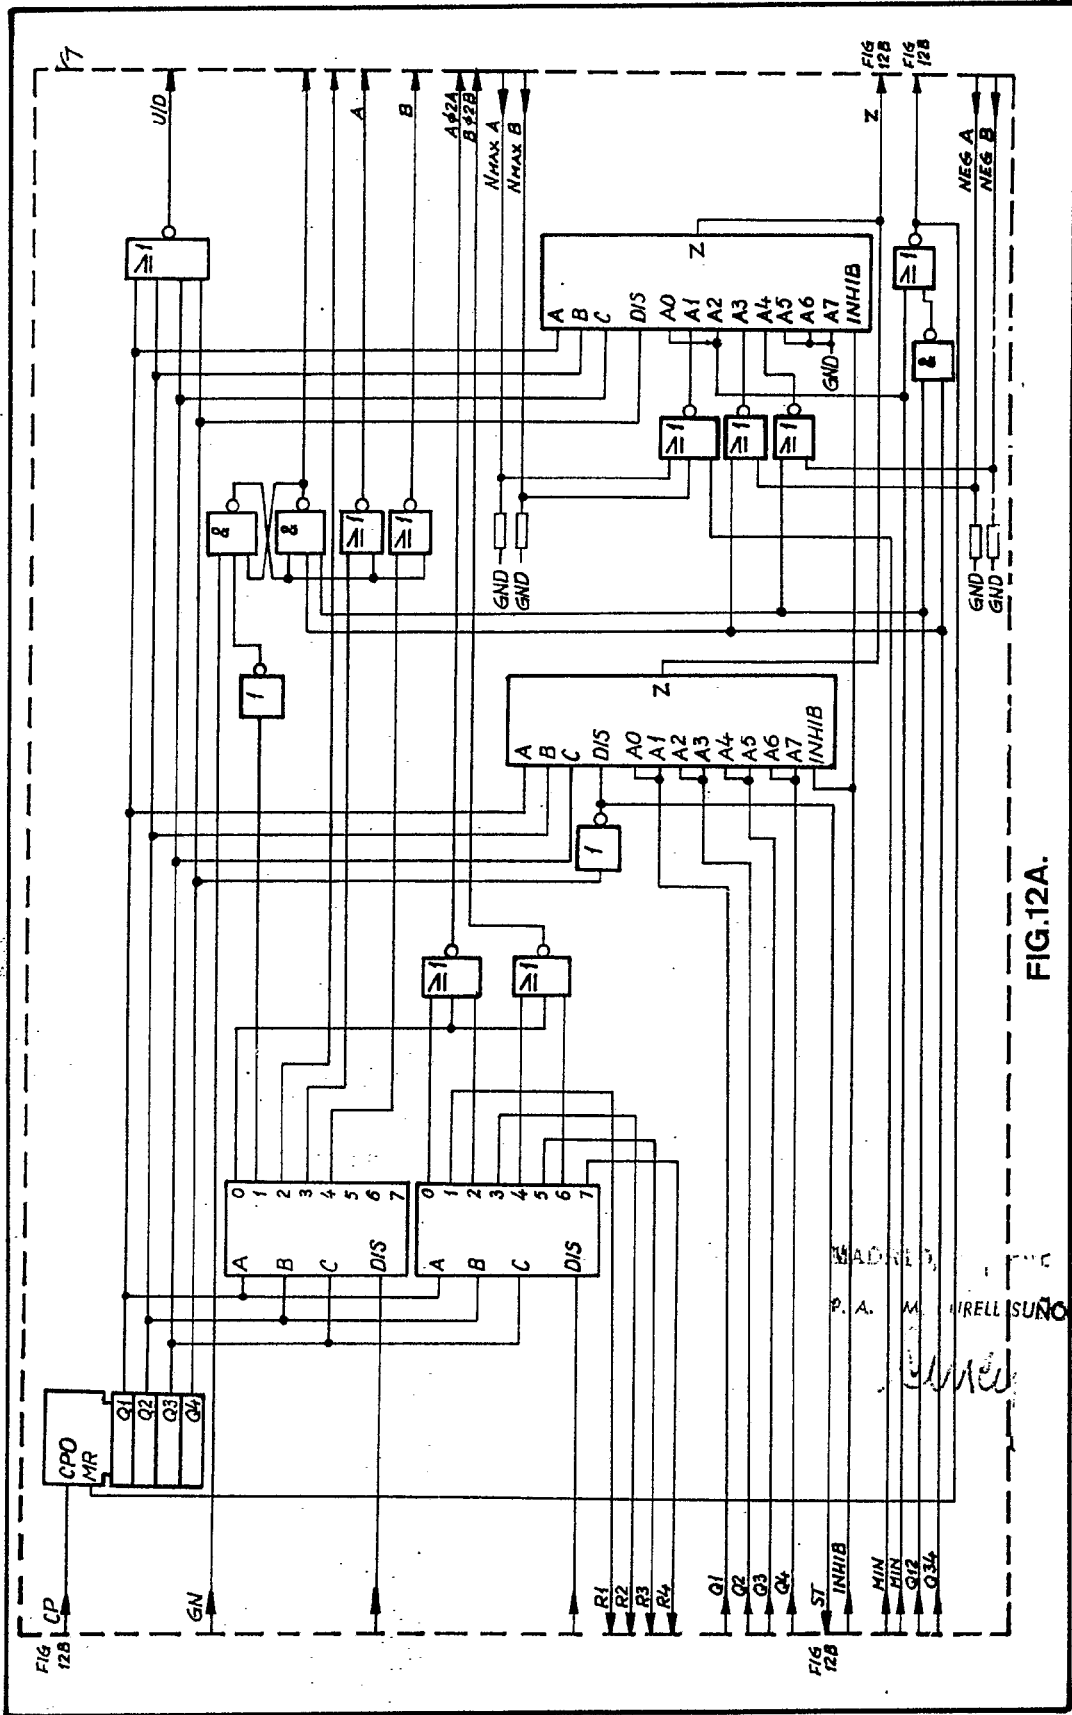 17
U/D
A
B
Aϕ2A
Bϕ2B
NMAX A
NMAX B
Z
FIG 12B
FIG 12B
NEG A
NEG B
≥1
A
B
C
DIS
A0
A1
A2
A3
A4
A5
A6
A7
INHIB
Z
GND
≥1
≥1
≥1
≥1
&
&
&
≥1
≥1
GND
GND
GND
GND
1
A
B
C
DIS
A0
A1
A2
A3
A4
A5
A6
A7
INHIB
Z
1
≥1
≥1
0
1
2
3
4
5
6
7
A
B
C
DIS
0
1
2
3
4
5
6
7
A
B
C
DIS
CPO
MR
Q1
Q2
Q3
Q4
FIG 12B
CP
GN
R1
R2
R3
R4
Q1
Q2
Q3
Q4
FIG 12B
ST
INHIB
MIN
MIN
Q12
Q34
P. A. M. SUÑO
FIG.12A.